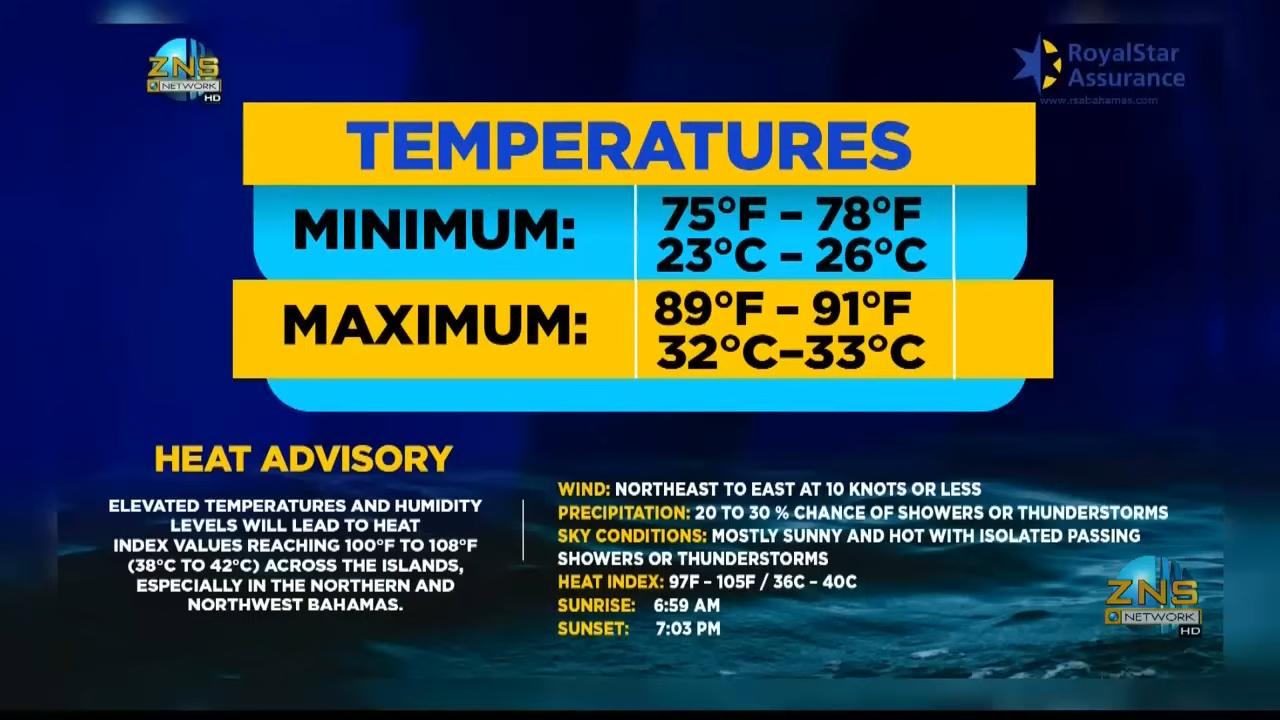 ZNS
NETWORK
HD
RoyalStar
Assurance
www.rsabahamas.com
TEMPERATURES
MINIMUM:
75°F – 78°F
23°C – 26°C
MAXIMUM:
89°F – 91°F
32°C–33°C
HEAT ADVISORY
ELEVATED TEMPERATURES AND HUMIDITY
LEVELS WILL LEAD TO HEAT
INDEX VALUES REACHING 100°F TO 108°F
(38°C TO 42°C) ACROSS THE ISLANDS,
ESPECIALLY IN THE NORTHERN AND
NORTHWEST BAHAMAS.
WIND: NORTHEAST TO EAST AT 10 KNOTS OR LESS
PRECIPITATION: 20 TO 30 % CHANCE OF SHOWERS OR THUNDERSTORMS
SKY CONDITIONS: MOSTLY SUNNY AND HOT WITH ISOLATED PASSING
SHOWERS OR THUNDERSTORMS
HEAT INDEX: 97F – 105F / 36C – 40C
SUNRISE: 6:59 AM
SUNSET: 7:03 PM
ZNS
NETWORK
HD